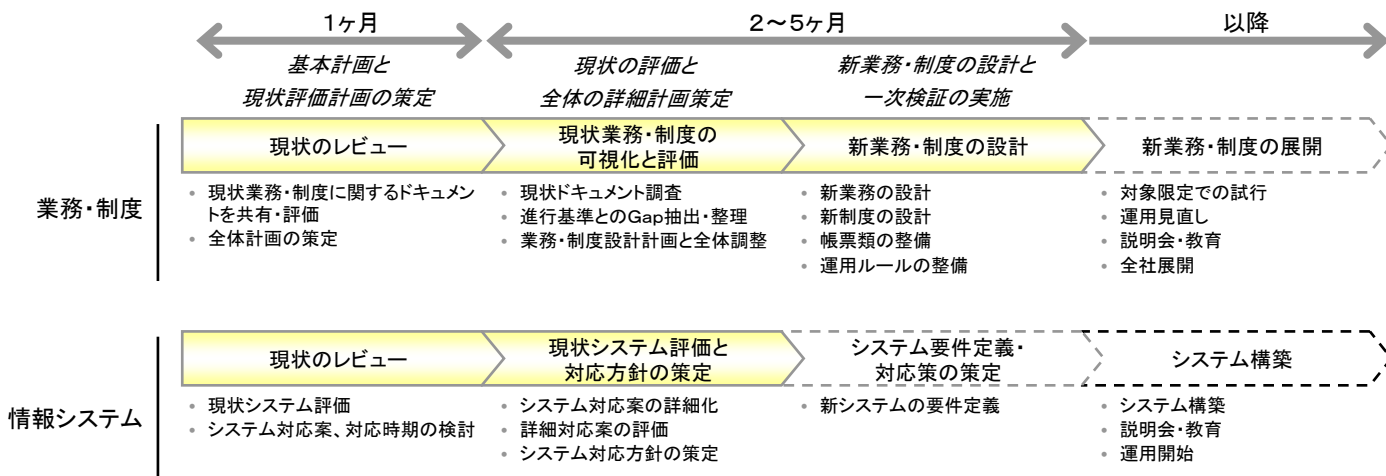 1ヶ月
2～5ヶ月
以降
基本計画と
現状評価計画の策定
現状の評価と
全体の詳細計画策定
新業務・制度の設計と
一次検証の実施
業務・制度
現状のレビュー
現状業務・制度の
可視化と評価
新業務・制度の設計
新業務・制度の展開
• 現状業務・制度に関するドキュメン
トを共有・評価
• 全体計画の策定
• 現状ドキュメント調査
• 進行基準とのGap抽出・整理
• 業務・制度設計計画と全体調整
• 新業務の設計
• 新制度の設計
• 帳票類の整備
• 運用ルールの整備
• 対象限定での試行
• 運用見直し
• 説明会・教育
• 全社展開
情報システム
現状のレビュー
現状システム評価と
対応方針の策定
システム要件定義・
対応策の策定
システム構築
• 現状システム評価
• システム対応案、対応時期の検討
• システム対応案の詳細化
• 詳細対応案の評価
• システム対応方針の策定
• 新システムの要件定義
• システム構築
• 説明会・教育
• 運用開始